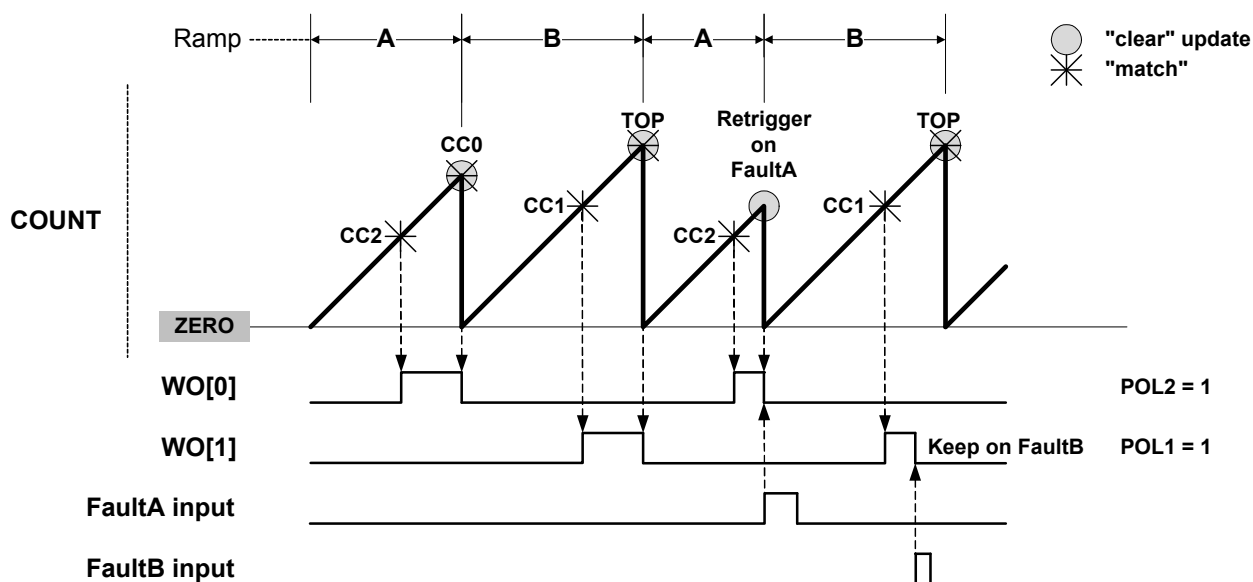 Ramp
A
B
A
B
"clear" update
"match"
TOP
Retrigger
on
FaultA
TOP
CC0
CC1
CC1
CC2
CC2
COUNT
ZERO
WO[0]
POL2 = 1
WO[1]
Keep on FaultB
POL1 = 1
FaultA input
FaultB input